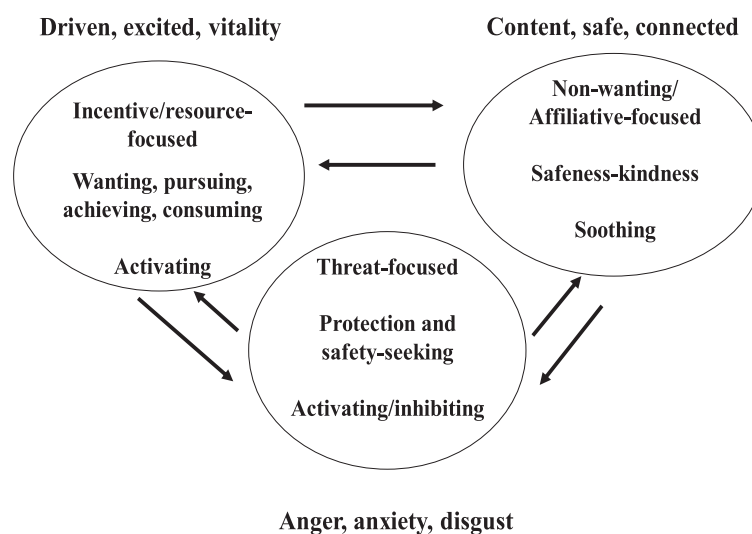 Driven, excited, vitality
Content, safe, connected
Incentive/resource-
focused
Wanting, pursuing,
achieving, consuming
Activating
Non-wanting/
Affiliative-focused
Safeness-kindness
Soothing
Threat-focused
Protection and
safety-seeking
Activating/inhibiting
Anger, anxiety, disgust